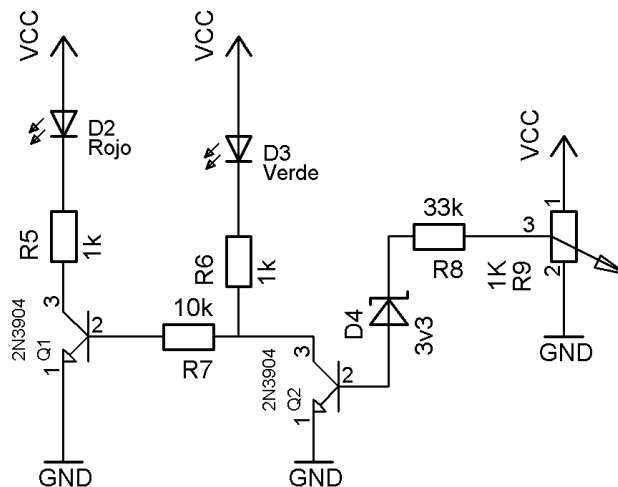 VCC
VCC
VCC
D2
Rojo
D3
Verde
R5
1k
R6
1k
33k
R8
1K
R9
1
3
2
GND
D4
3v3
10k
R7
2N3904
Q1
3
2
1
2N3904
Q2
3
2
1
GND
GND